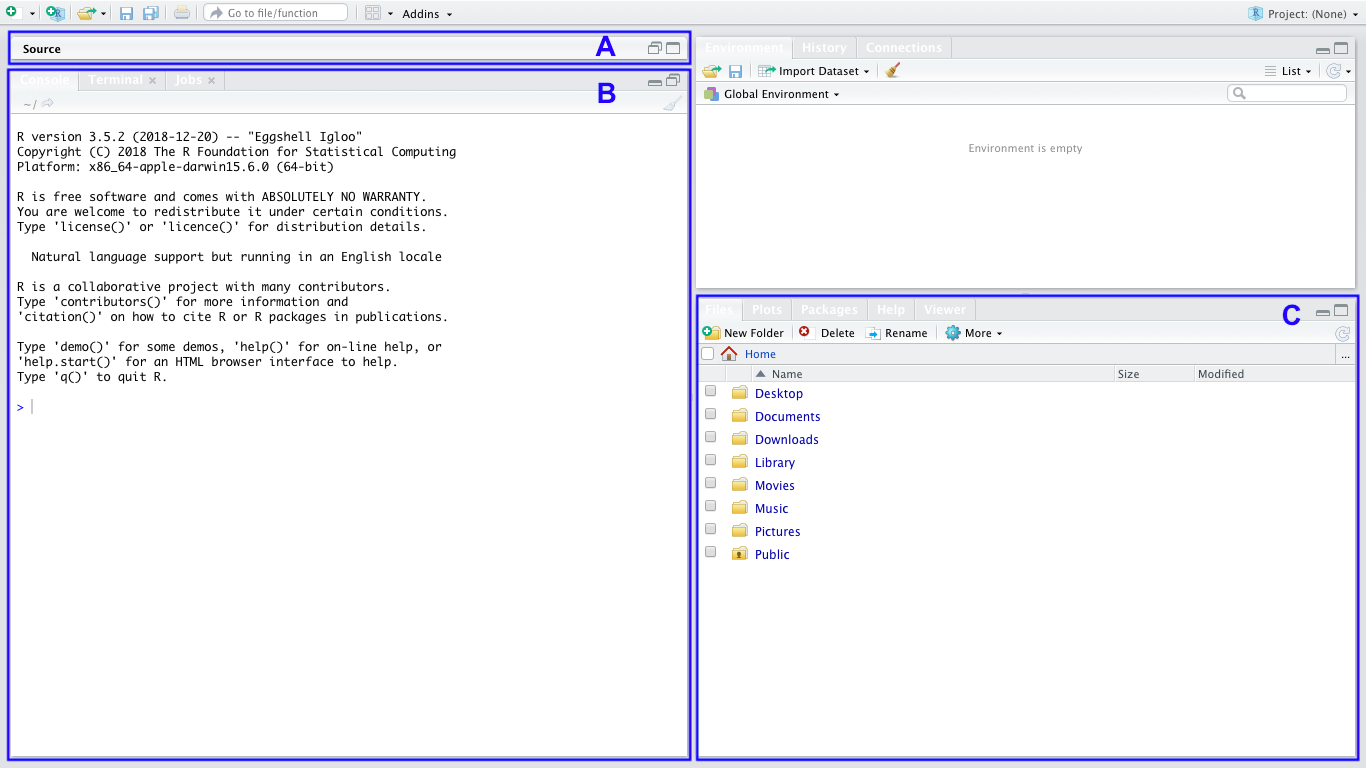 Go to file/function Addins Project: (None)
Source A
Console Terminal Jobs B
~/
R version 3.5.2 (2018-12-20) -- "Eggshell Igloo"
Copyright (C) 2018 The R Foundation for Statistical Computing
Platform: x86_64-apple-darwin15.6.0 (64-bit)
R is free software and comes with ABSOLUTELY NO WARRANTY.
You are welcome to redistribute it under certain conditions.
Type 'license()' or 'licence()' for distribution details.
Natural language support but running in an English locale
R is a collaborative project with many contributors.
Type 'contributors()' for more information and
'citation()' on how to cite R or R packages in publications.
Type 'demo()' for some demos, 'help()' for on-line help, or
'help.start()' for an HTML browser interface to help.
Type 'q()' to quit R.
>
Environment History Connections
Import Dataset List
Global Environment
Environment is empty
Files Plots Packages Help Viewer C
New Folder Delete Rename More
Home ...
Name Size Modified
Desktop
Documents
Downloads
Library
Movies
Music
Pictures
Public